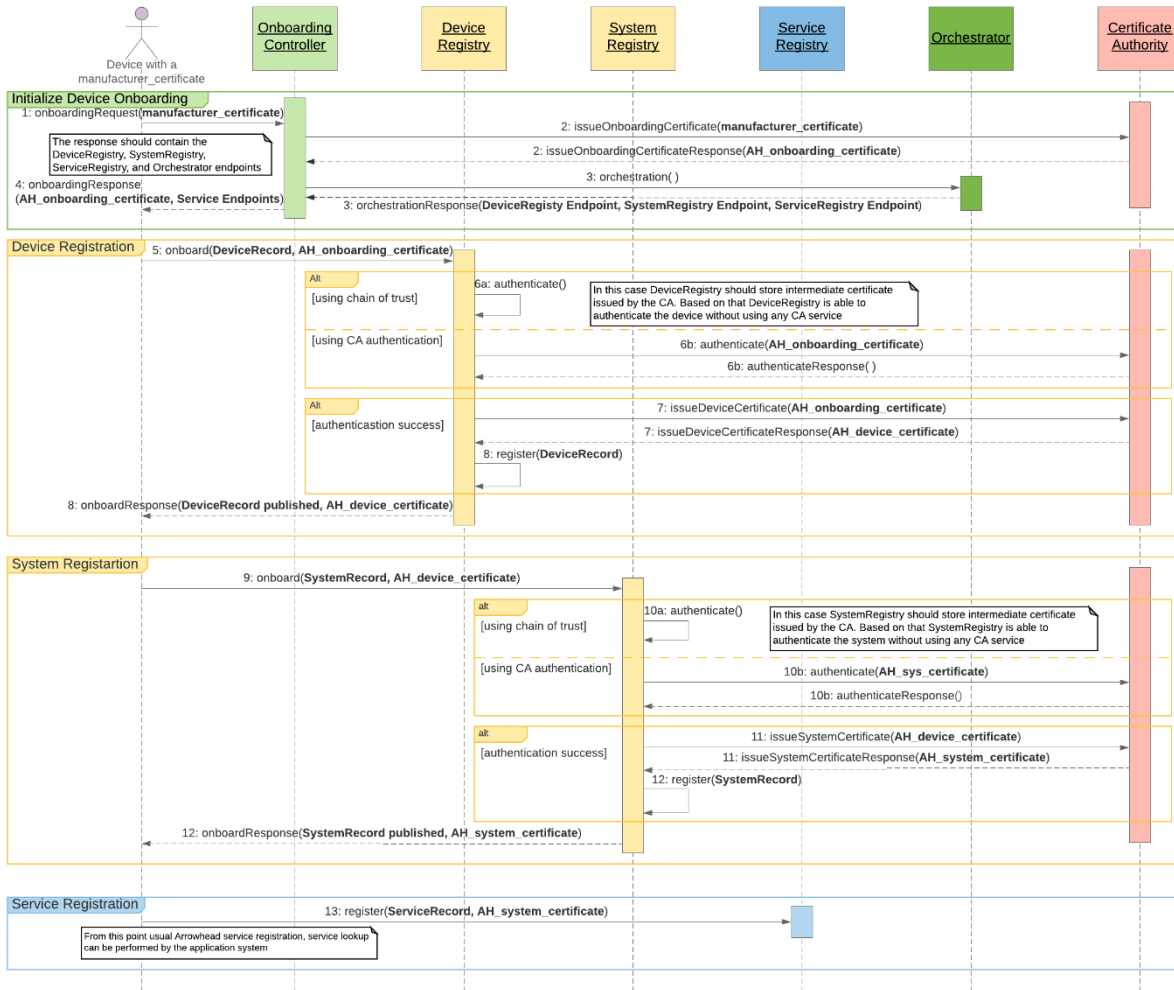 Device with a
manufacturer_certificate
Onboarding
Controller
Device
Registry
System
Registry
Service
Registry
Orchestrator
Certificate
Authority
Initialize Device Onboarding
1: onboardingRequest(manufacturer_certificate)
The response should contain the
DeviceRegistry, SystemRegistry,
ServiceRegistry, and Orchestrator endpoints
2: issueOnboardingCertificate(manufacturer_certificate)
2: issueOnboardingCertificateResponse(AH_onboarding_certificate)
3: orchestration( )
4: onboardingResponse
(AH_onboarding_certificate, Service Endpoints)
3: orchestrationResponse(DeviceRegisty Endpoint, SystemRegistry Endpoint, ServiceRegistry Endpoint)
Device Registration
5: onboard(DeviceRecord, AH_onboarding_certificate)
Alt
[using chain of trust]
6a: authenticate()
In this case DeviceRegistry should store intermediate certificate
issued by the CA. Based on that DeviceRegistry is able to
authenticate the device without using any CA service
[using CA authentication]
6b: authenticate(AH_onboarding_certificate)
6b: authenticateResponse( )
Alt
[authenticastion success]
7: issueDeviceCertificate(AH_onboarding_certificate)
7: issueDeviceCertificateResponse(AH_device_certificate)
8: register(DeviceRecord)
8: onboardResponse(DeviceRecord published, AH_device_certificate)
System Registartion
9: onboard(SystemRecord, AH_device_certificate)
alt
[using chain of trust]
10a: authenticate()
In this case SystemRegistry should store intermediate certificate
issued by the CA. Based on that SystemRegistry is able to
authenticate the system without using any CA service
[using CA authentication]
10b: authenticate(AH_sys_certificate)
10b: authenticateResponse()
alt
[authentication success]
11: issueSystemCertificate(AH_device_certificate)
11: issueSystemCertificateResponse(AH_system_certificate)
12: register(SystemRecord)
12: onboardResponse(SystemRecord published, AH_system_certificate)
Service Registration
13: register(ServiceRecord, AH_system_certificate)
From this point usual Arrowhead service registration, service lookup
can be performed by the application system